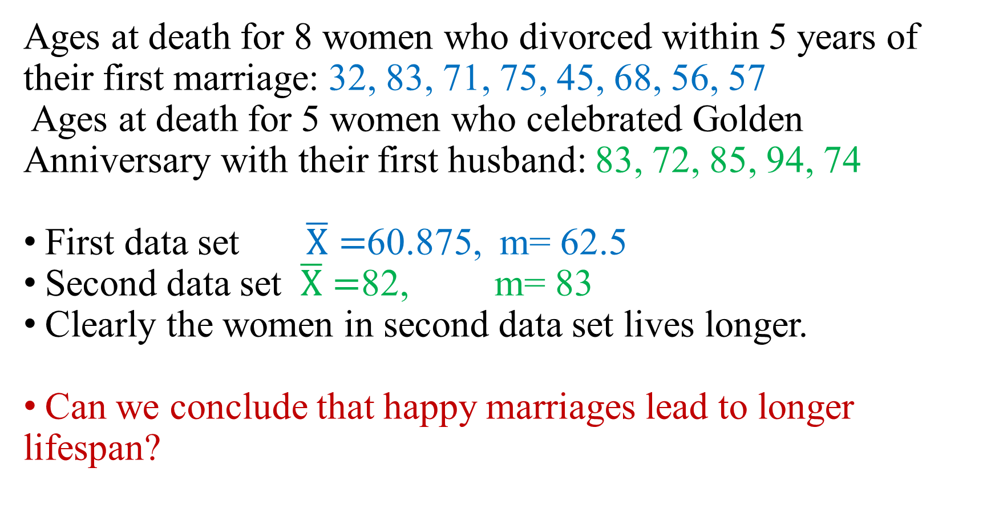 Ages at death for 8 women who divorced within 5 years of
their first marriage: 32, 83, 71, 75, 45, 68, 56, 57
Ages at death for 5 women who celebrated Golden
Anniversary with their first husband: 83, 72, 85, 94, 74
• First data set X̅ =60.875, m= 62.5
• Second data set X̅ =82, m= 83
• Clearly the women in second data set lives longer.
• Can we conclude that happy marriages lead to longer
lifespan?